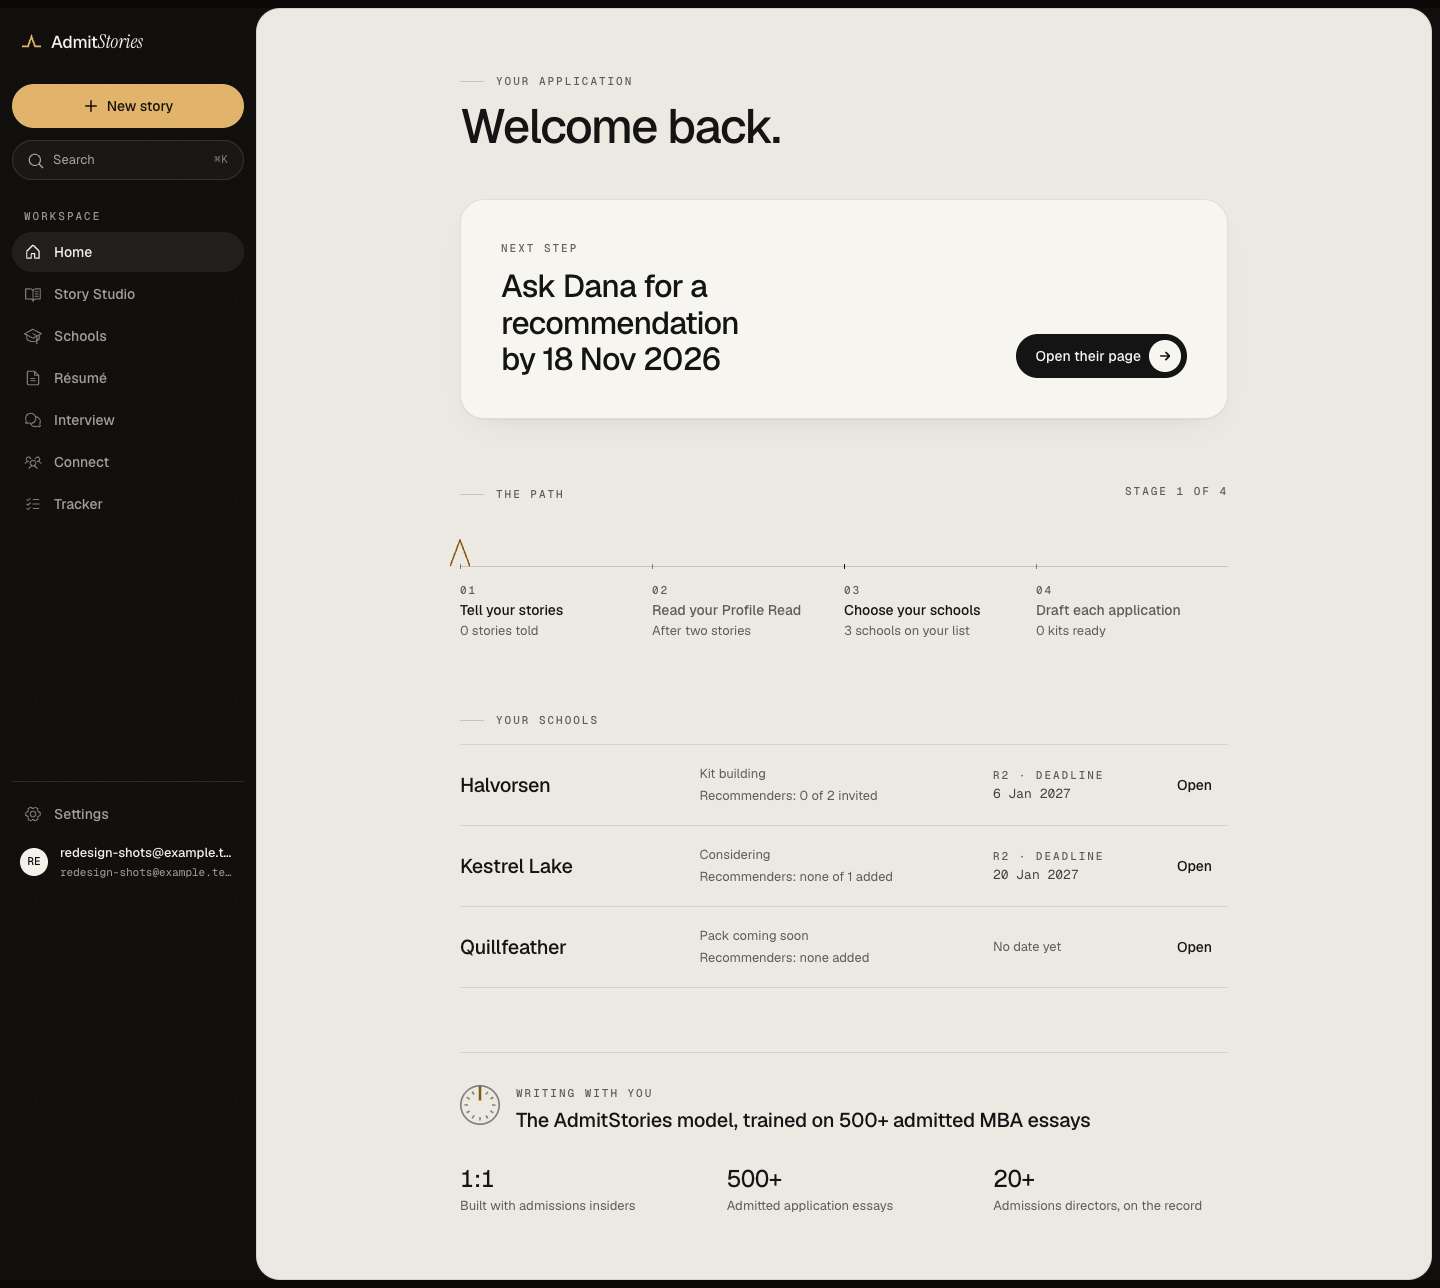 AdmitStories
New story
Search ⌘K
WORKSPACE
Home
Story Studio
Schools
Résumé
Interview
Connect
Tracker
Settings
RE
redesign-shots@example.t…
redesign-shots@example.te…
YOUR APPLICATION
Welcome back.
NEXT STEP
Ask Dana for a
recommendation
by 18 Nov 2026
Open their page
THE PATH
STAGE 1 OF 4
01
Tell your stories
0 stories told
02
Read your Profile Read
After two stories
03
Choose your schools
3 schools on your list
04
Draft each application
0 kits ready
YOUR SCHOOLS
Halvorsen
Kit building
Recommenders: 0 of 2 invited
R2 · DEADLINE
6 Jan 2027
Open
Kestrel Lake
Considering
Recommenders: none of 1 added
R2 · DEADLINE
20 Jan 2027
Open
Quillfeather
Pack coming soon
Recommenders: none added
No date yet
Open
WRITING WITH YOU
The AdmitStories model, trained on 500+ admitted MBA essays
1:1
Built with admissions insiders
500+
Admitted application essays
20+
Admissions directors, on the record